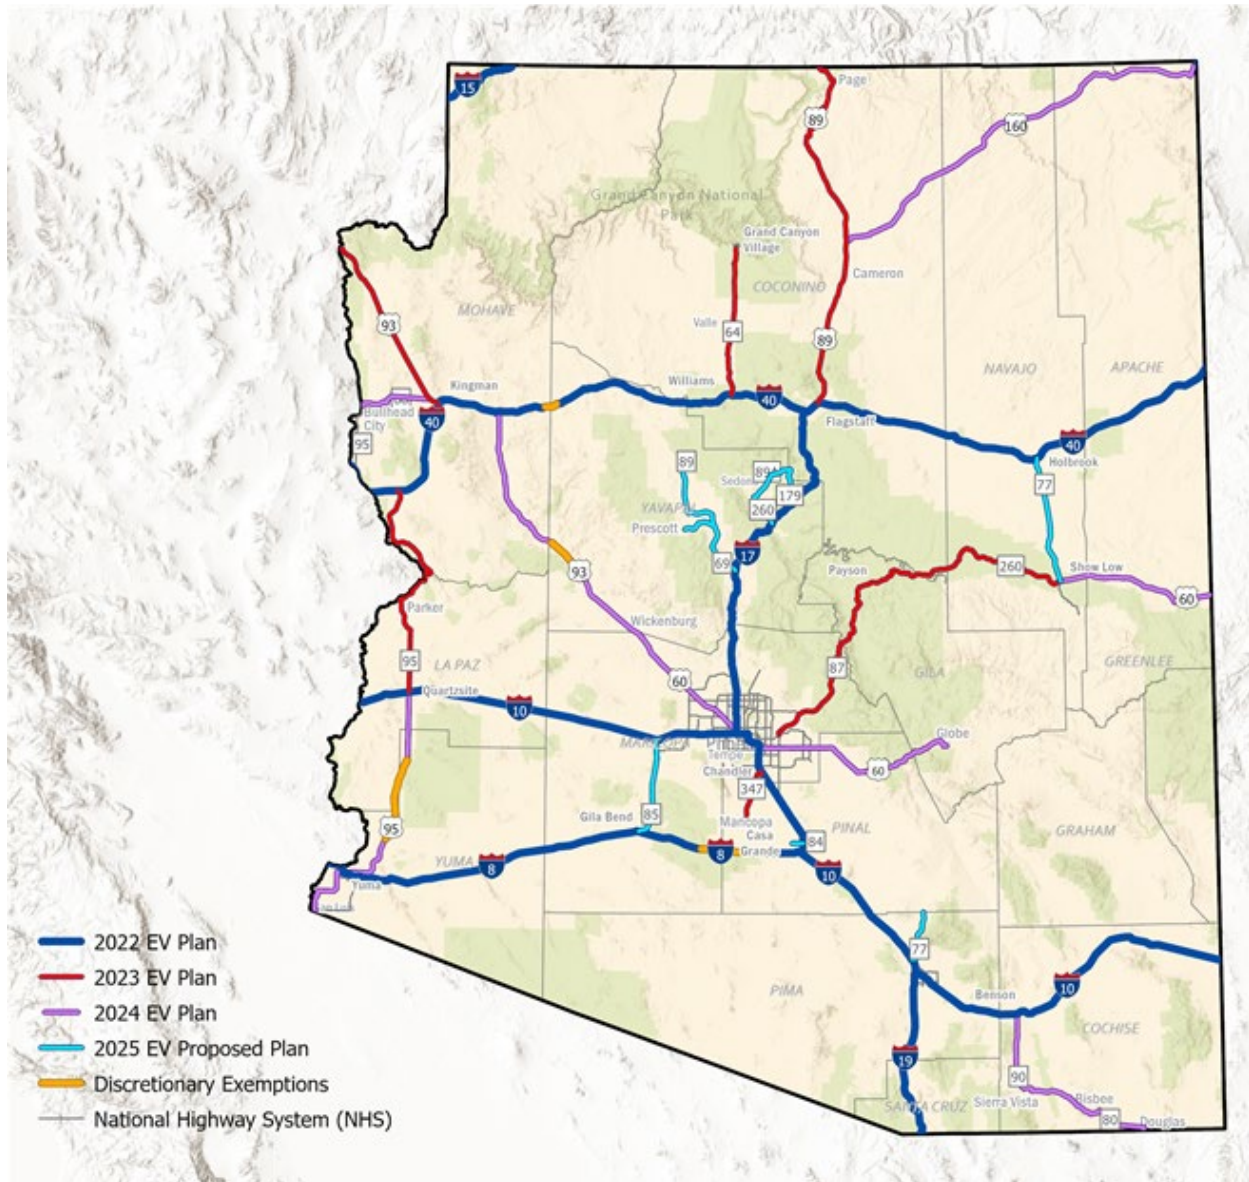 15
Page
89
160
Grand Canyon National
Park
Grand Canyon
Village
COCONINO
Cameron
MOHAVE
93
Valle
64
89
NAVAJO
APACHE
Kingman
Williams
40
40
Bullhead
City
Flagstaff
40
95
Holbrook
89
89A
Sedona
77
179
YAVAPAI
260
Prescott
17
69
93
Payson
260
Show Low
60
Parker
Wickenburg
95
LA PAZ
87
GILA
GREENLEE
60
Quartzsite
10
MARICOPA
Tempe
Globe
Chandler
60
347
Gila Bend
85
Maricopa
Casa
Grande
84
PINAL
95
GRAHAM
YUMA
8
8
10
Yuma
San Luis
77
PIMA
Benson
10
COCHISE
19
90
SANTA CRUZ
Sierra Vista
Bisbee
80
Douglas
2022 EV Plan
2023 EV Plan
2024 EV Plan
2025 EV Proposed Plan
Discretionary Exemptions
National Highway System (NHS)